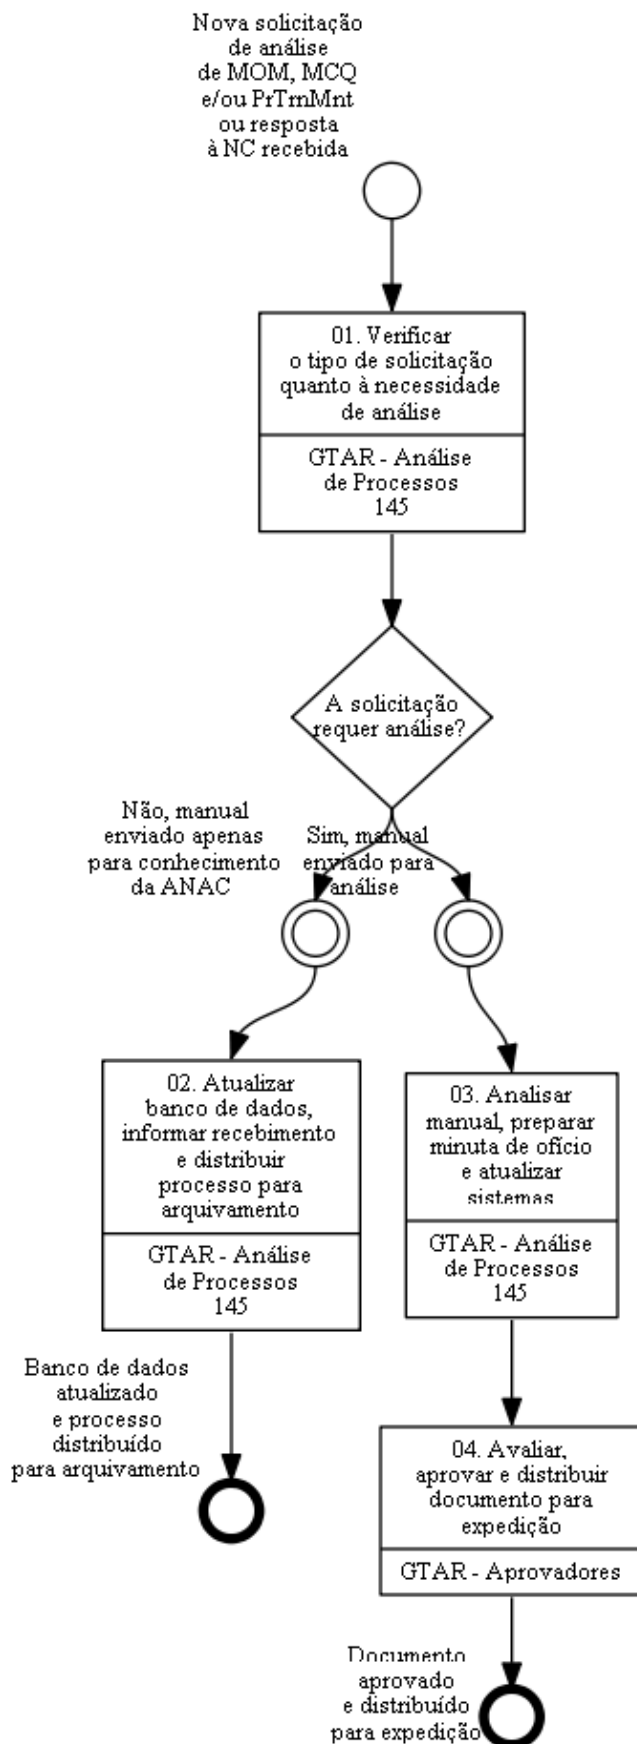 Nova solicitação
de análise
de MOM, MCQ
e/ou PrTrnMnt
ou resposta
à NC recebida
01. Verificar
o tipo de solicitação
quanto à necessidade
de análise
GTAR - Análise
de Processos
145
A solicitação
requer análise?
Não, manual
enviado apenas
para conhecimento
da ANAC
Sim, manual
enviado para
análise
02. Atualizar
banco de dados,
informar recebimento
e distribuir
processo para
arquivamento
GTAR - Análise
de Processos
145
03. Analisar
manual, preparar
minuta de ofício
e atualizar
sistemas
GTAR - Análise
de Processos
145
Banco de dados
atualizado
e processo
distribuído
para arquivamento
04. Avaliar,
aprovar e distribuir
documento para
expedição
GTAR - Aprovadores
Documento
aprovado
e distribuído
para expedição